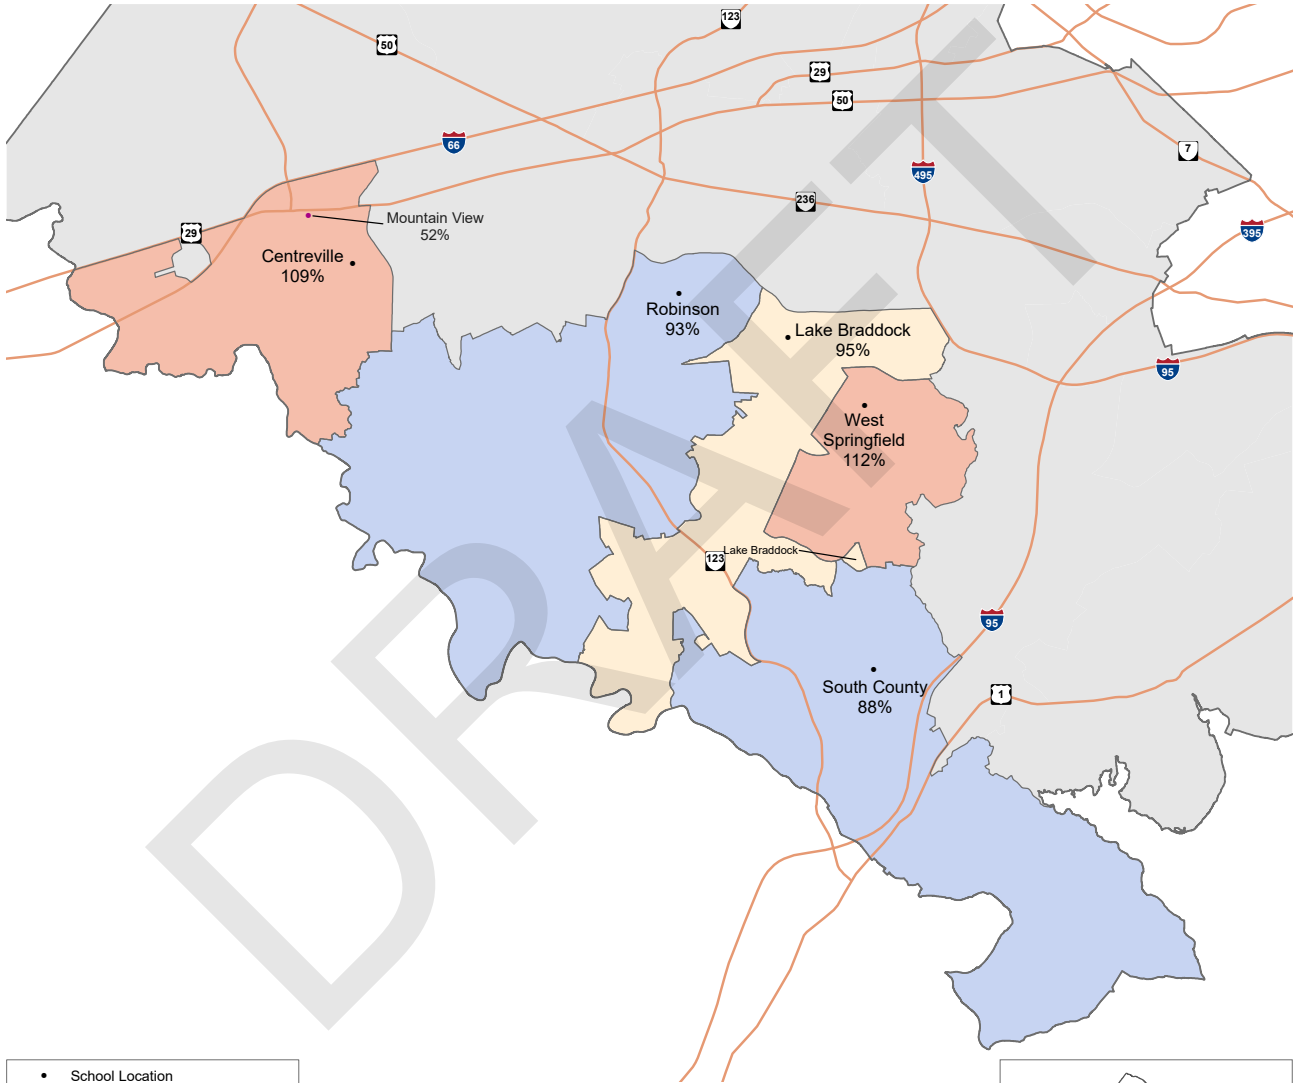 123
50
29
50
66
7
495
236
Mountain View
52%
29
395
Centreville
109%
Robinson
93%
Lake Braddock
95%
95
West
Springfield
112%
Lake Braddock
123
95
South County
88%
1
DRAFT
School Location